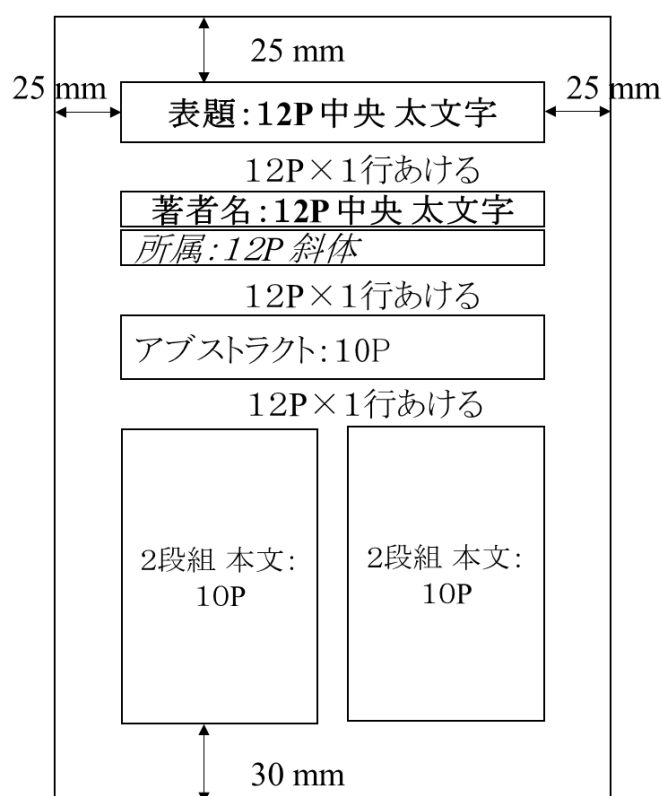 25 mm
25 mm
25 mm
表題:12P 中央 太文字
12P×1行あける
著者名:12P 中央 太文字
所属:12P 斜体
12P×1行あける
アブストラクト:10P
12P×1行あける
2段組 本文:
10P
2段組 本文:
10P
30 mm